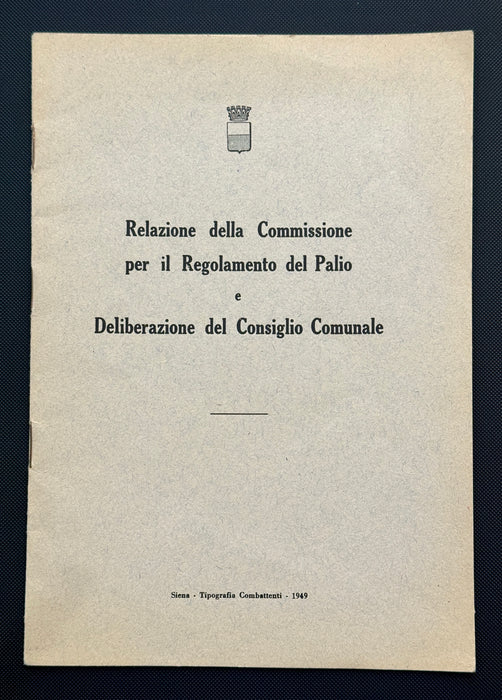 Relazione della Commissione
per il Regolamento del Palio
e
Deliberazione del Consiglio Comunale
Siena - Tipografia Combattenti - 1949